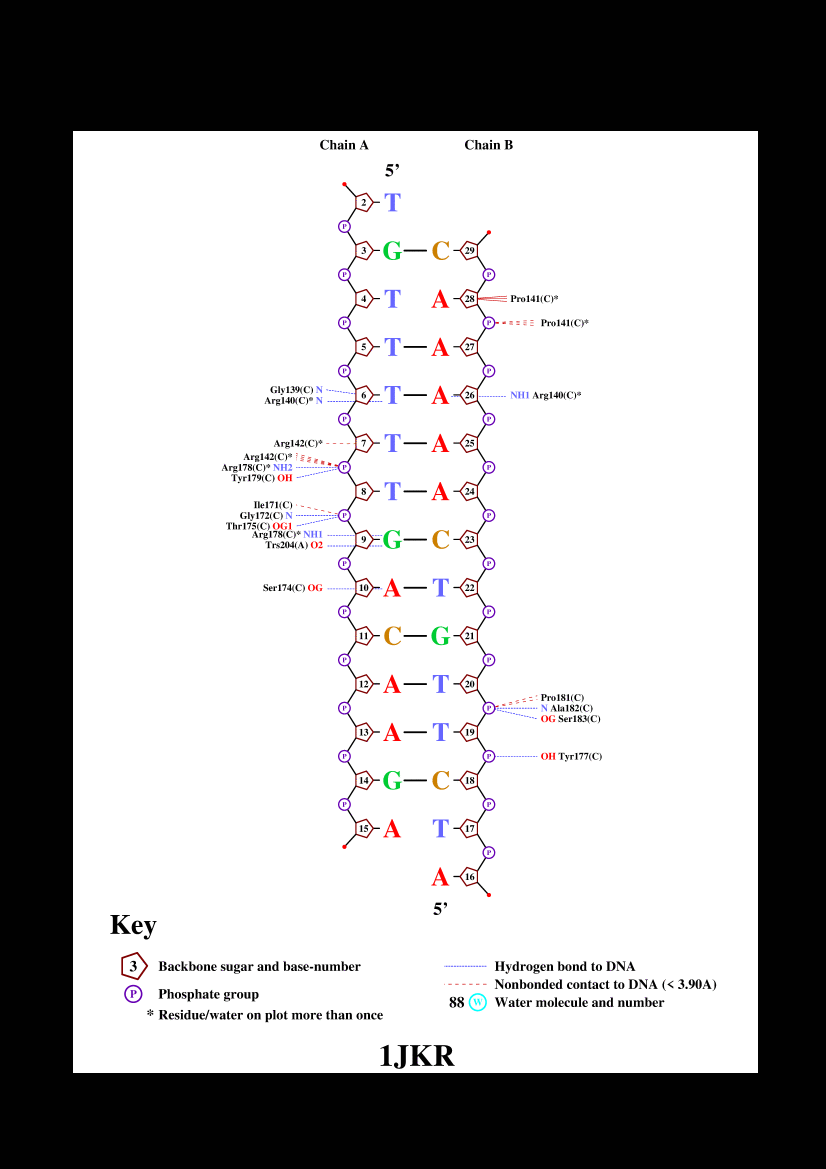 Chain A Chain B
5’
2 T
P
3 G C 29
P P
4 T A 28 Pro141(C)*
P P Pro141(C)*
5 T A 27
P P
Gly139(C) N
Arg140(C)* N 6 T A 26 NH1 Arg140(C)*
P P
Arg142(C)* 7 T A 25
Arg142(C)*
Arg178(C)* NH2 P P
Tyr179(C) OH
8 T A 24
Ile171(C)
Gly172(C) N P P
Thr175(C) OG1
Arg178(C)* NH1
9 G C 23
Trs204(A) O2
P P
Ser174(C) OG 10 A T 22
P P
11 C G 21
P P
12 A T 20
Pro181(C)
P P N Ala182(C)
OG Ser183(C)
13 A T 19
P P OH Tyr177(C)
14 G C 18
P P
15 A T 17
P
A 16
5’
Key
3 Backbone sugar and base-number
P Phosphate group
* Residue/water on plot more than once
Hydrogen bond to DNA
Nonbonded contact to DNA (< 3.90A)
88 W Water molecule and number
1JKR